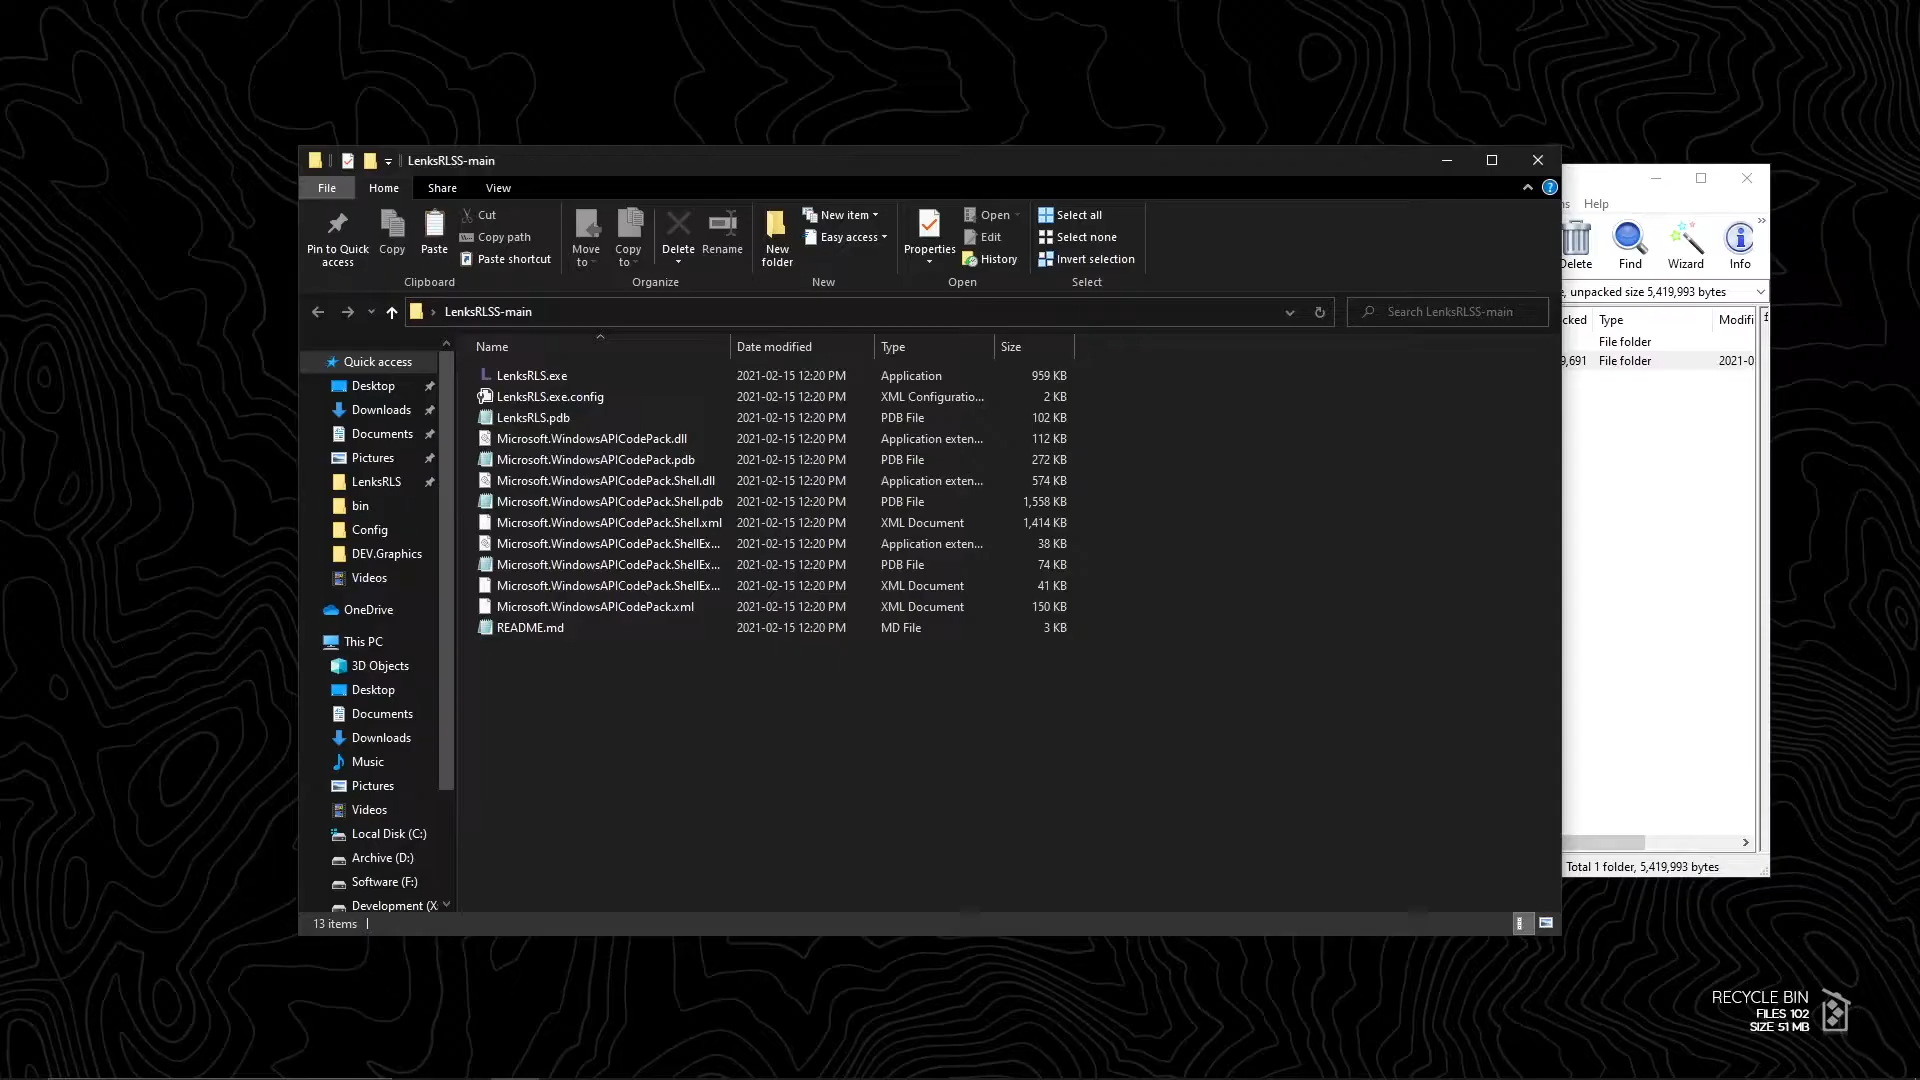 LenksRLSS-main
File Home Share View
Pin to Quick access
Copy
Paste
Cut
Copy path
Paste shortcut
Clipboard
Move to
Copy to
Delete
Rename
Organize
New folder
New item
Easy access
New
Properties
Open
Edit
History
Open
Select all
Select none
Invert selection
Select
LenksRLSS-main
Search LenksRLSS-main
Quick access
Desktop
Downloads
Documents
Pictures
LenksRLS
bin
Config
DEV.Graphics
Videos
OneDrive
This PC
3D Objects
Desktop
Documents
Downloads
Music
Pictures
Videos
Local Disk (C:)
Archive (D:)
Software (F:)
Development (X:
Name Date modified Type Size
LenksRLS.exe 2021-02-15 12:20 PM Application 959 KB
LenksRLS.exe.config 2021-02-15 12:20 PM XML Configuratio... 2 KB
LenksRLS.pdb 2021-02-15 12:20 PM PDB File 102 KB
Microsoft.WindowsAPICodePack.dll 2021-02-15 12:20 PM Application exten... 112 KB
Microsoft.WindowsAPICodePack.pdb 2021-02-15 12:20 PM PDB File 272 KB
Microsoft.WindowsAPICodePack.Shell.dll 2021-02-15 12:20 PM Application exten... 574 KB
Microsoft.WindowsAPICodePack.Shell.pdb 2021-02-15 12:20 PM PDB File 1,558 KB
Microsoft.WindowsAPICodePack.Shell.xml 2021-02-15 12:20 PM XML Document 1,414 KB
Microsoft.WindowsAPICodePack.ShellEx... 2021-02-15 12:20 PM Application exten... 38 KB
Microsoft.WindowsAPICodePack.ShellEx... 2021-02-15 12:20 PM PDB File 74 KB
Microsoft.WindowsAPICodePack.ShellEx... 2021-02-15 12:20 PM XML Document 41 KB
Microsoft.WindowsAPICodePack.xml 2021-02-15 12:20 PM XML Document 150 KB
README.md 2021-02-15 12:20 PM MD File 3 KB
13 items
ns Help
Delete Find Wizard Info
e, unpacked size 5,419,993 bytes
cked Type Modifi
File folder
9,691 File folder 2021-0
Total 1 folder, 5,419,993 bytes
RECYCLE BIN
FILES 102
SIZE 51 MB